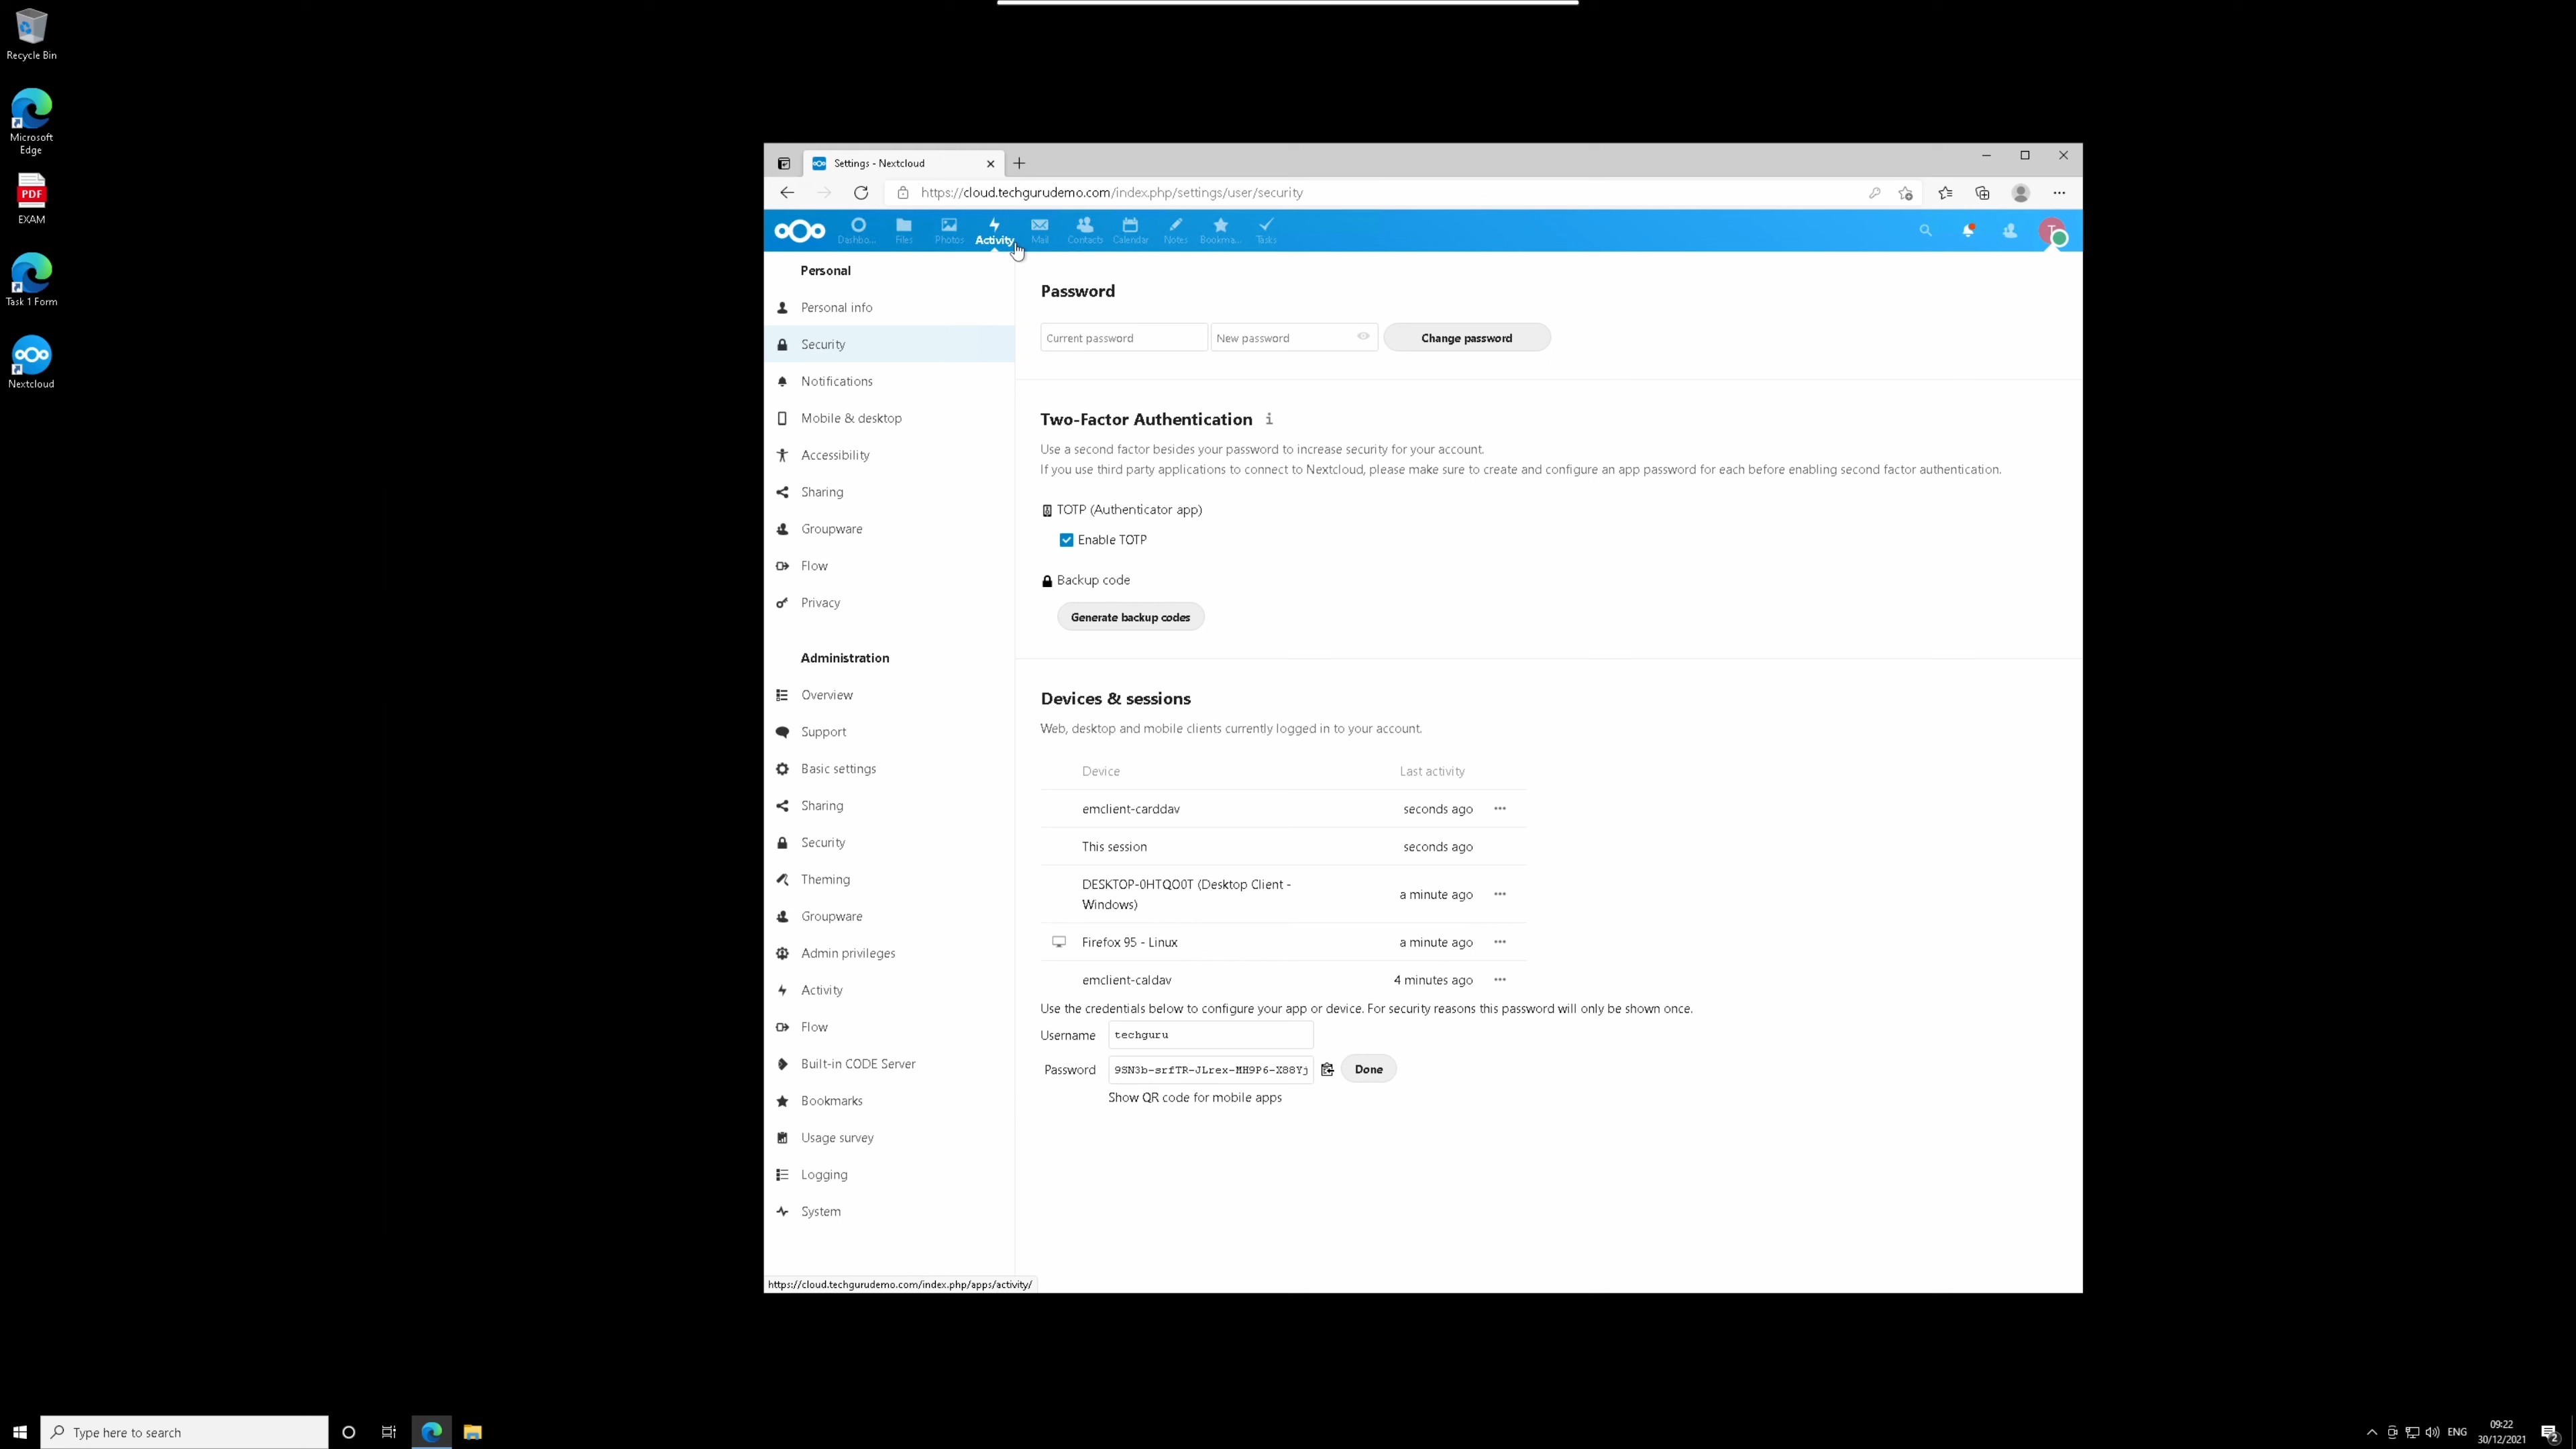 Recycle Bin
Microsoft
Edge
PDF
EXAM
Task 1 Form
Nextcloud
Settings - Nextcloud
https://cloud.techgurudemo.com/index.php/settings/user/security
Dashbo...
Files
Photos
Activity
Mail
Contacts
Calendar
Notes
Bookma...
Tasks
T
Personal
Personal info
Security
Notifications
Mobile & desktop
Accessibility
Sharing
Groupware
Flow
Privacy
Administration
Overview
Support
Basic settings
Sharing
Security
Theming
Groupware
Admin privileges
Activity
Flow
Built-in CODE Server
Bookmarks
Usage survey
Logging
System
Password
Current password
New password
Change password
Two-Factor Authentication
Use a second factor besides your password to increase security for your account.
If you use third party applications to connect to Nextcloud, please make sure to create and configure an app password for each before enabling second factor authentication.
TOTP (Authenticator app)
Enable TOTP
Backup code
Generate backup codes
Devices & sessions
Web, desktop and mobile clients currently logged in to your account.
Device Last activity
emclient-carddav seconds ago
This session seconds ago
DESKTOP-0HTQO0T (Desktop Client -
Windows) a minute ago
Firefox 95 - Linux a minute ago
emclient-caldav 4 minutes ago
Use the credentials below to configure your app or device. For security reasons this password will only be shown once.
Username techguru
Password 9SN3b-srfTR-JLrex-MH9P6-X88Yj
Done
Show QR code for mobile apps
https://cloud.techgurudemo.com/index.php/apps/activity/
Type here to search
ENG
09:22
30/12/2021
2